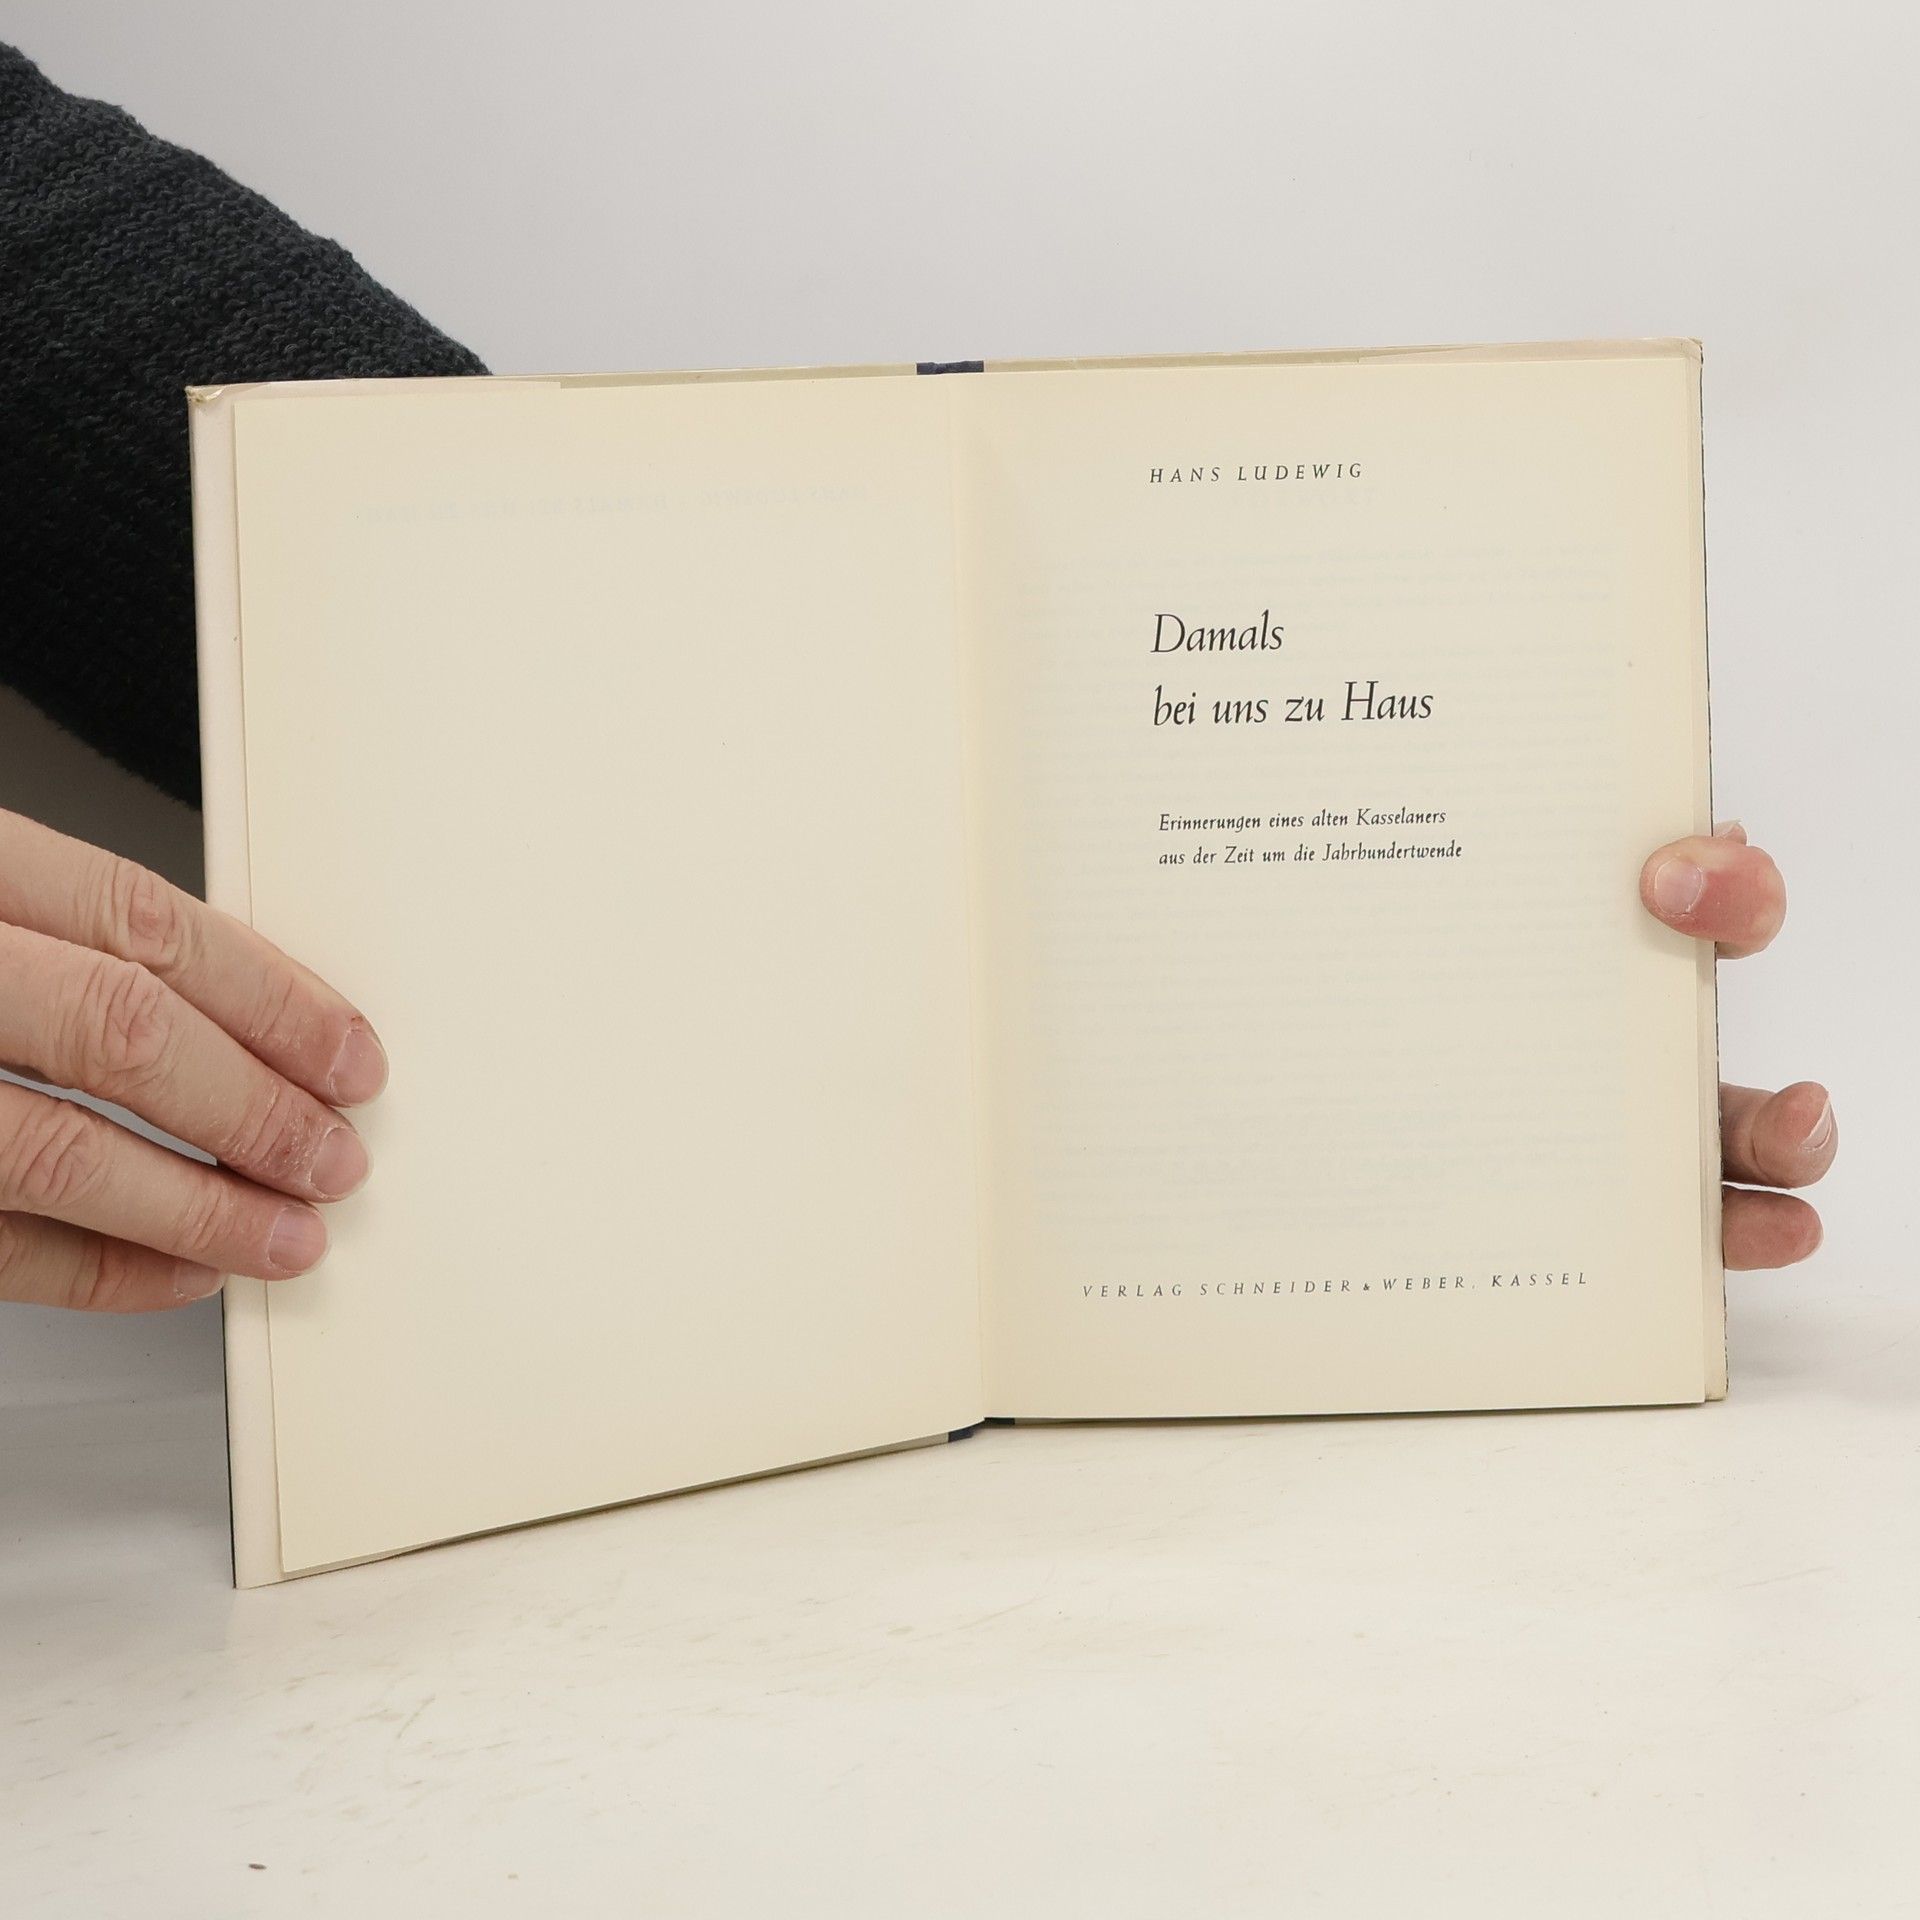 HANS LUDEWIG
Damals
bei uns zu Haus
Erinnerungen eines alten Kasselaners
aus der Zeit um die Jahrhundertwende
VERLAG SCHNEIDER & WEBER, KASSEL